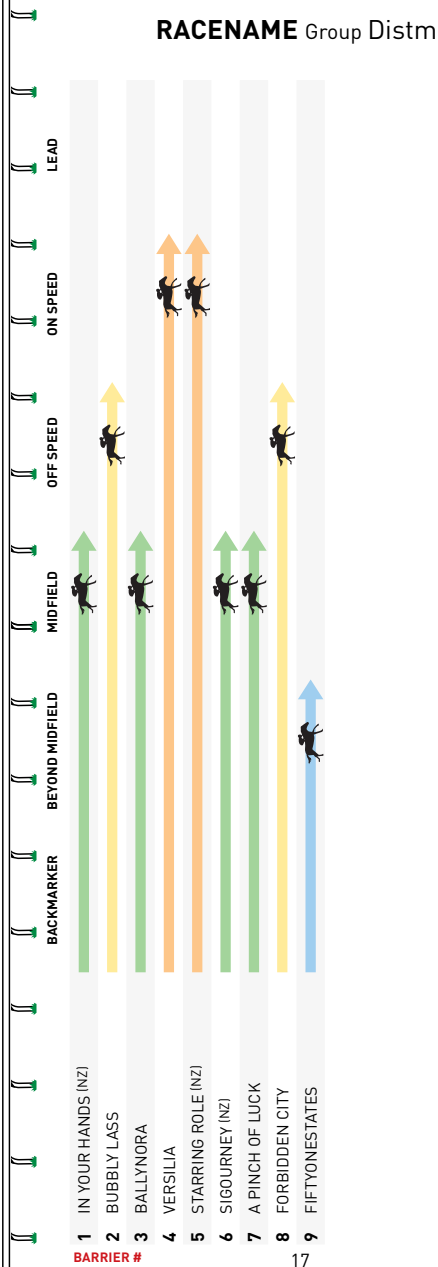 RACENAME Group Distm
LEAD
ON SPEED
OFF SPEED
MIDFIELD
BEYOND MIDFIELD
BACKMARKER
1 IN YOUR HANDS (NZ)
2 BUBBLY LASS
3 BALLYNORA
4 VERSILIA
5 STARRING ROLE (NZ)
6 SIGOURNEY (NZ)
7 A PINCH OF LUCK
8 FORBIDDEN CITY
9 FIFTYONESTATES
BARRIER #
17